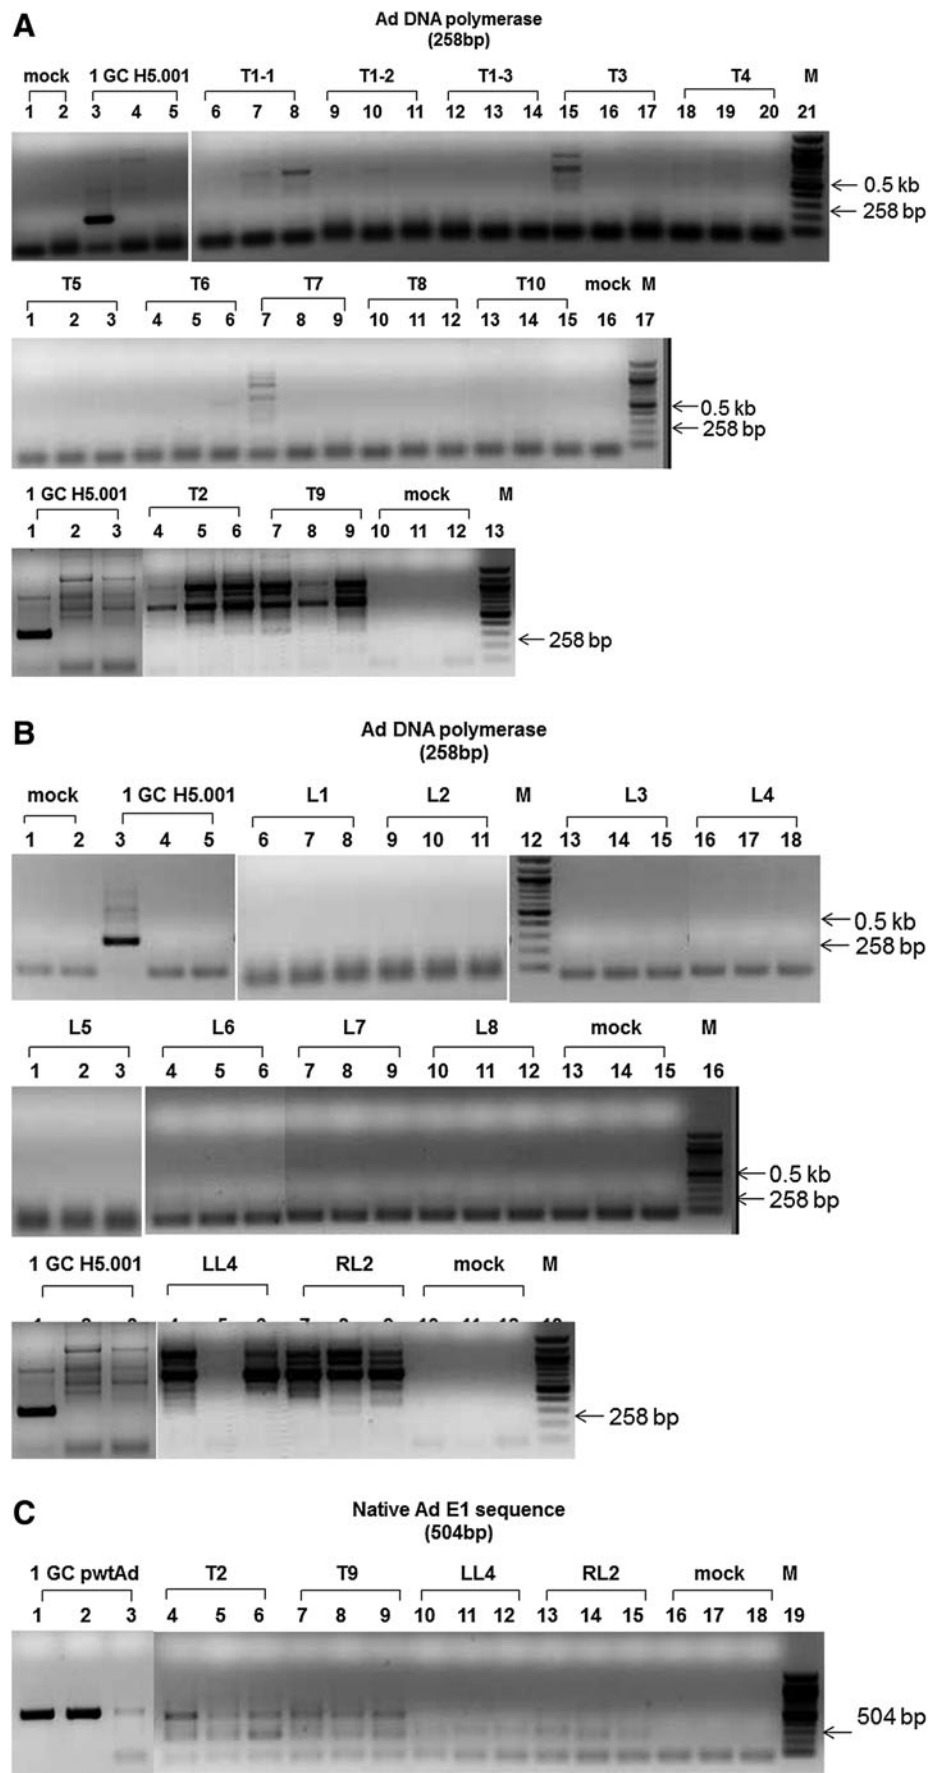 A
Ad DNA polymerase
(258bp)
mock 1 GC H5.001 T1-1 T1-2 T1-3 T3 T4 M
1 2 3 4 5 6 7 8 9 10 11 12 13 14 15 16 17 18 19 20 21
0.5 kb
258 bp
T5 T6 T7 T8 T10 mock M
1 2 3 4 5 6 7 8 9 10 11 12 13 14 15 16 17
0.5 kb
258 bp
1 GC H5.001 T2 T9 mock M
1 2 3 4 5 6 7 8 9 10 11 12 13
258 bp
B
Ad DNA polymerase
(258bp)
mock 1 GC H5.001 L1 L2 M L3 L4
1 2 3 4 5 6 7 8 9 10 11 12 13 14 15 16 17 18
0.5 kb
258 bp
L5 L6 L7 L8 mock M
1 2 3 4 5 6 7 8 9 10 11 12 13 14 15 16
0.5 kb
258 bp
1 GC H5.001 LL4 RL2 mock M
258 bp
C
Native Ad E1 sequence
(504bp)
1 GC pwtAd T2 T9 LL4 RL2 mock M
1 2 3 4 5 6 7 8 9 10 11 12 13 14 15 16 17 18 19
504 bp